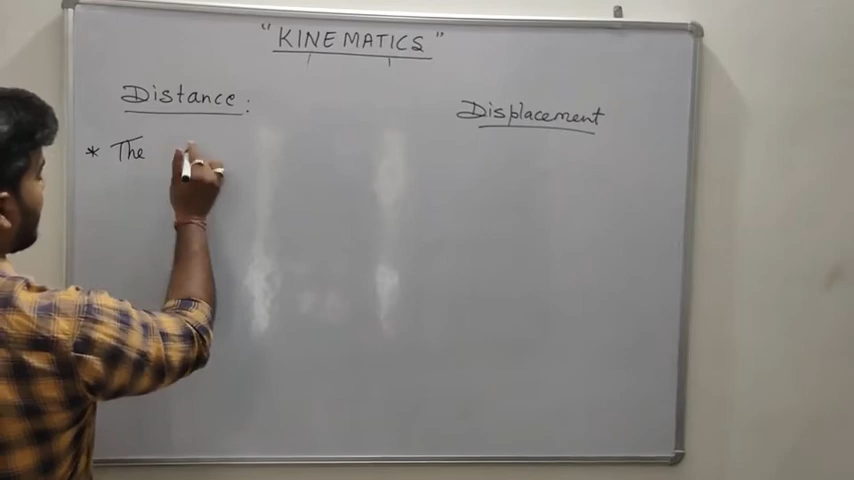 "KINEMATICS"
Distance:
Displacement
* The